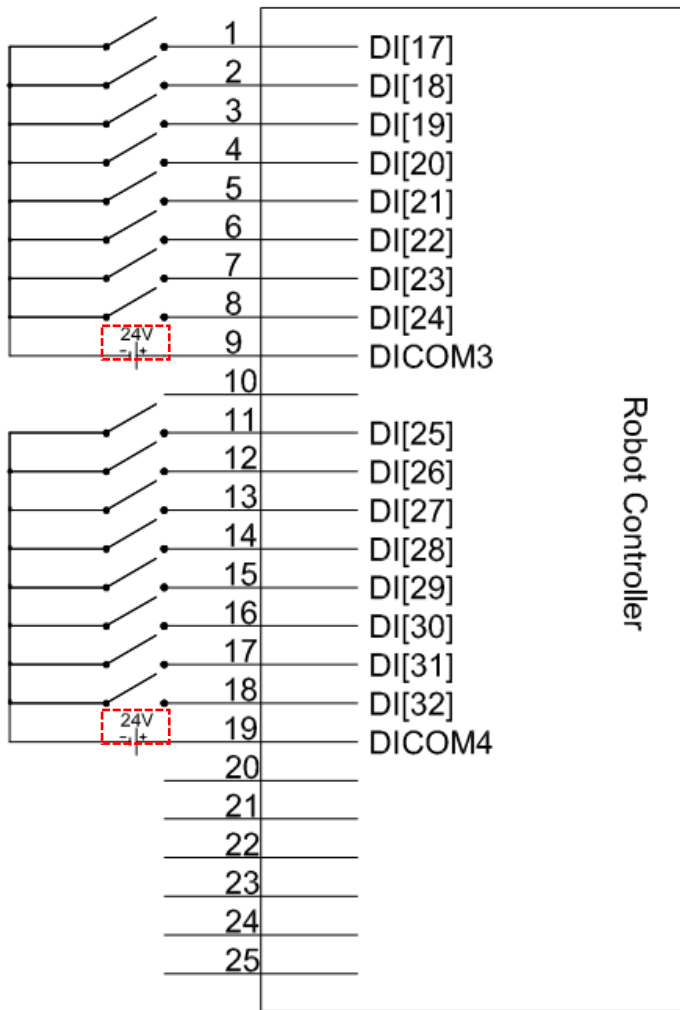 1 DI[17]
2 DI[18]
3 DI[19]
4 DI[20]
5 DI[21]
6 DI[22]
7 DI[23]
8 DI[24]
24V
- +
9 DICOM3
10
11 DI[25]
12 DI[26]
13 DI[27]
14 DI[28]
15 DI[29]
16 DI[30]
17 DI[31]
18 DI[32]
24V
- +
19 DICOM4
20
21
22
23
24
25
Robot Controller